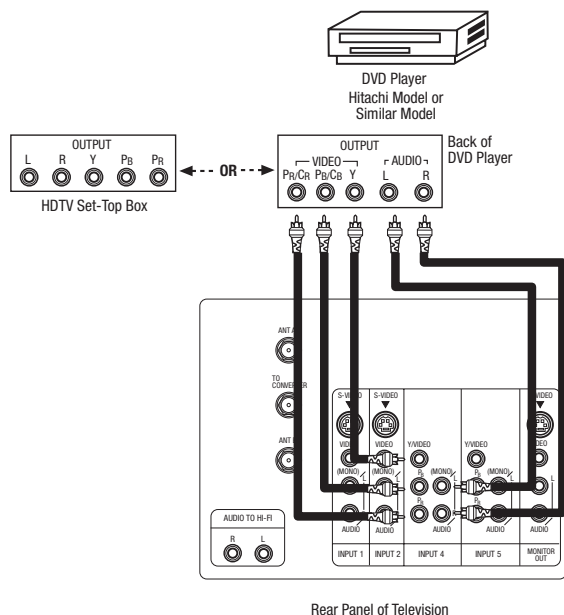 DVD Player
Hitachi Model or
Similar Model
OUTPUT
L R Y PB PR
HDTV Set-Top Box
OR
OUTPUT
VIDEO AUDIO
PR/CR PB/CB Y L R
Back of
DVD Player
ANT
TO
CONVERTER
ANT
S-VIDEO S-VIDEO VIDEO
VIDEO VIDEO Y/VIDEO Y/VIDEO
(MONO) (MONO) PB (MONO) PB (MONO)
L L L L L
AUDIO AUDIO AUDIO AUDIO AUDIO
INPUT 1 INPUT 2 INPUT 4 INPUT 5 MONITOR
OUT
AUDIO TO HI-FI
R L
Rear Panel of Television